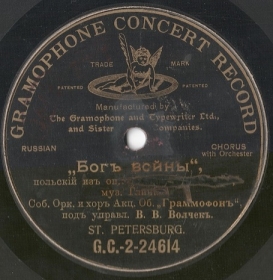 GRAMOPHONE CONCERT RECORD
TRADE MARK
PATENTED PATENTED
Manufactured by
The Gramophone and Typewriter Ltd.,
and Sister Companies.
RUSSIAN
CHORUS
with Orchester
„Богъ войны“,
польскій изъ оп.
муз.
Соб. Орк. и хоръ Акц. Об. „Граммофонъ“,
подъ управл. В. В. Волчекъ.
ST. PETERSBURG.
G.C.-2-24614